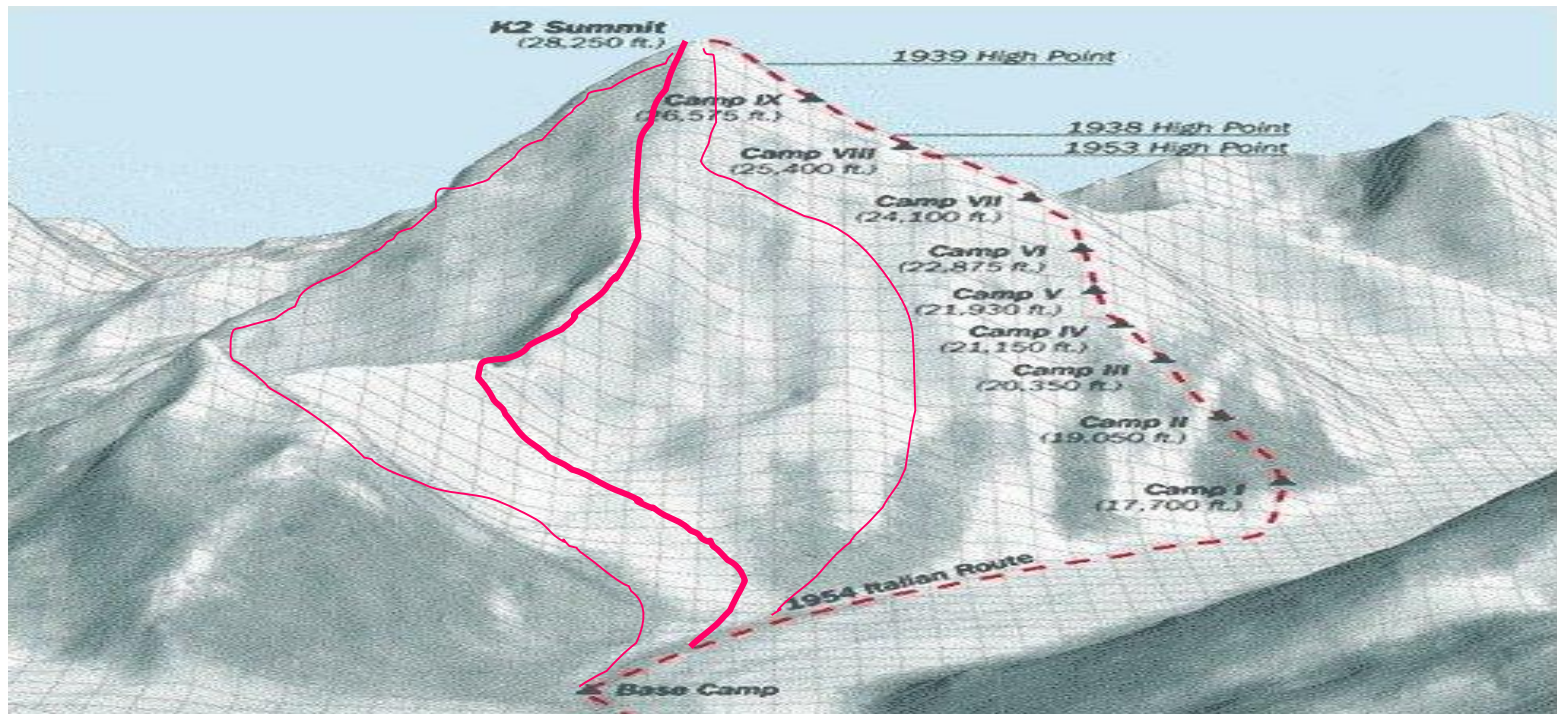 K2 Summit
(28,250 ft.)
1939 High Point
Camp IX
(26,575 ft.)
1938 High Point
1953 High Point
Camp VIII
(25,400 ft.)
Camp VII
(24,100 ft.)
Camp VI
(22,875 ft.)
Camp V
(21,930 ft.)
Camp IV
(21,150 ft.)
Camp III
(20,350 ft.)
Camp II
(19,050 ft.)
Camp I
(17,700 ft.)
1954 Italian Route
Base Camp